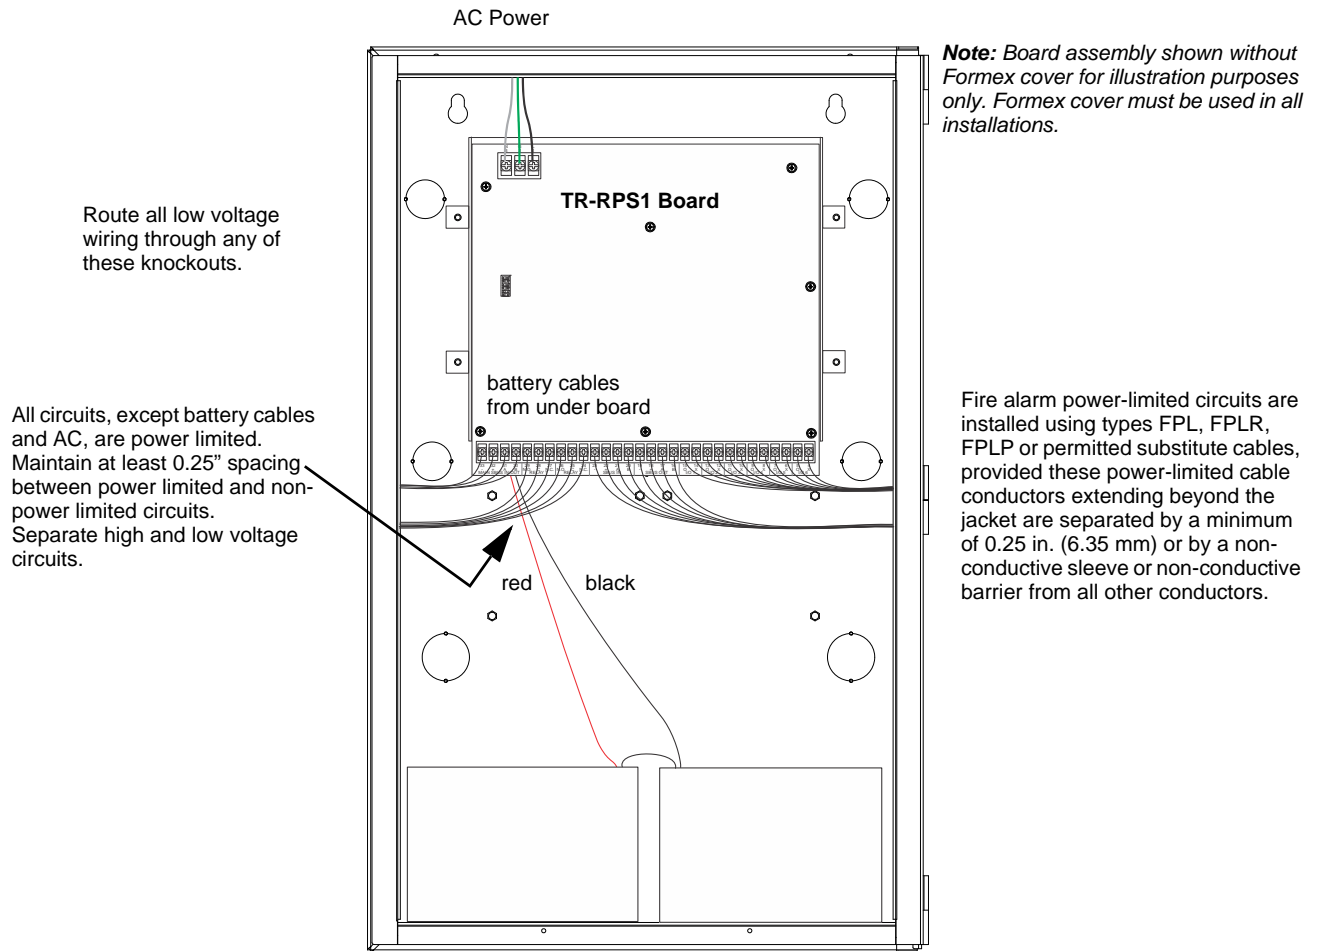 AC Power
Note: Board assembly shown without
Formex cover for illustration purposes
only. Formex cover must be used in all
installations.
TR-RPS1 Board
Route all low voltage
wiring through any of
these knockouts.
battery cables
from under board
All circuits, except battery cables
and AC, are power limited.
Maintain at least 0.25” spacing
between power limited and non-
power limited circuits.
Separate high and low voltage
circuits.
Fire alarm power-limited circuits are
installed using types FPL, FPLR,
FPLP or permitted substitute cables,
provided these power-limited cable
conductors extending beyond the
jacket are separated by a minimum
of 0.25 in. (6.35 mm) or by a non-
conductive sleeve or non-conductive
barrier from all other conductors.
red
black